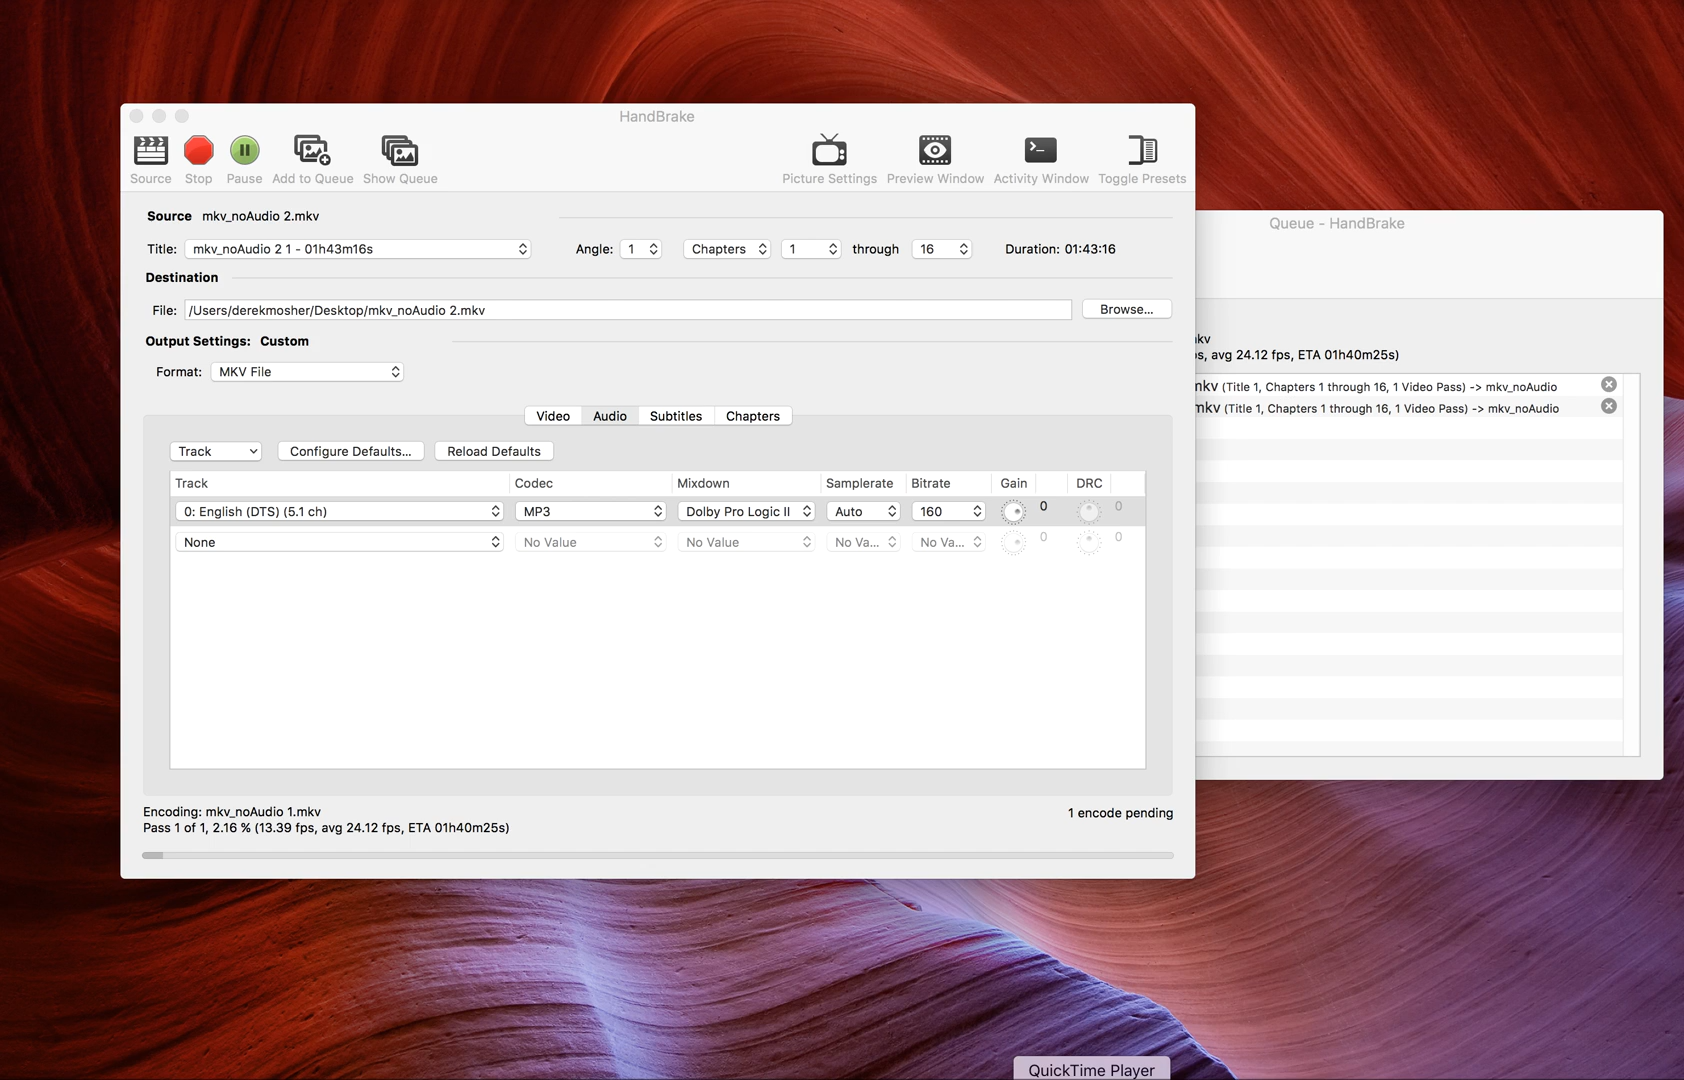 HandBrake
Source Stop Pause Add to Queue Show Queue Picture Settings Preview Window Activity Window Toggle Presets
Source mkv_noAudio 2.mkv
Title: mkv_noAudio 2 1 - 01h43m16s Angle: 1 Chapters 1 through 16 Duration: 01:43:16
Destination
File: /Users/derekmosher/Desktop/mkv_noAudio 2.mkv Browse...
Output Settings: Custom
Format: MKV File
Video Audio Subtitles Chapters
Track Configure Defaults... Reload Defaults
Track Codec Mixdown Samplerate Bitrate Gain DRC
0: English (DTS) (5.1 ch) MP3 Dolby Pro Logic II Auto 160 0 0
None No Value No Value No Va... No Va... 0 0
Encoding: mkv_noAudio 1.mkv
Pass 1 of 1, 2.16 % (13.39 fps, avg 24.12 fps, ETA 01h40m25s)
1 encode pending
Queue - HandBrake
avg 24.12 fps, ETA 01h40m25s)
(Title 1, Chapters 1 through 16, 1 Video Pass) -> mkv_noAudio
(Title 1, Chapters 1 through 16, 1 Video Pass) -> mkv_noAudio
QuickTime Player